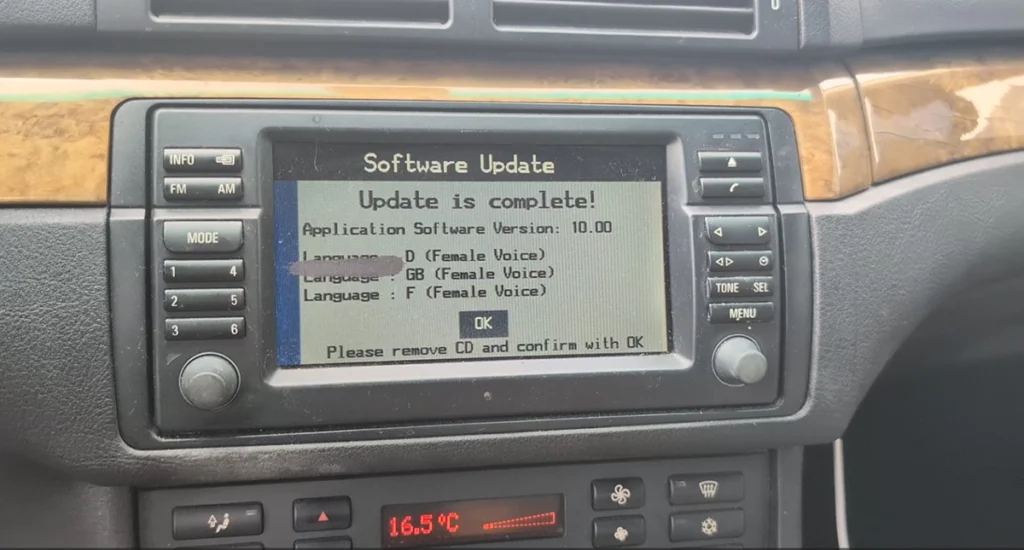 Software Update
Update is complete!
Application Software Version: 10.00
Language D (Female Voice)
Language : GB (Female Voice)
Language : F (Female Voice)
OK
Please remove CD and confirm with OK
INFO
FM AM
MODE
1 4
2 5
3 6
TONE SEL
MENU
16.5°C